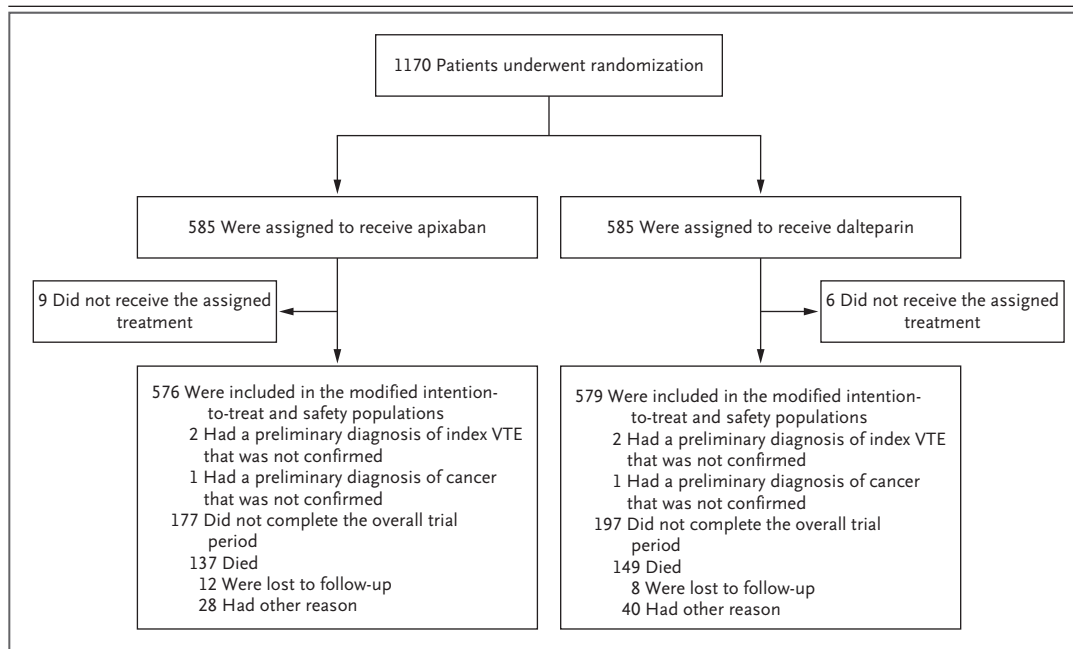 1170 Patients underwent randomization
585 Were assigned to receive apixaban
585 Were assigned to receive dalteparin
9 Did not receive the assigned
treatment
6 Did not receive the assigned
treatment
576 Were included in the modified intention-
to-treat and safety populations
2 Had a preliminary diagnosis of index VTE
that was not confirmed
1 Had a preliminary diagnosis of cancer
that was not confirmed
177 Did not complete the overall trial
period
137 Died
12 Were lost to follow-up
28 Had other reason
579 Were included in the modified intention-
to-treat and safety populations
2 Had a preliminary diagnosis of index VTE
that was not confirmed
1 Had a preliminary diagnosis of cancer
that was not confirmed
197 Did not complete the overall trial
period
149 Died
8 Were lost to follow-up
40 Had other reason